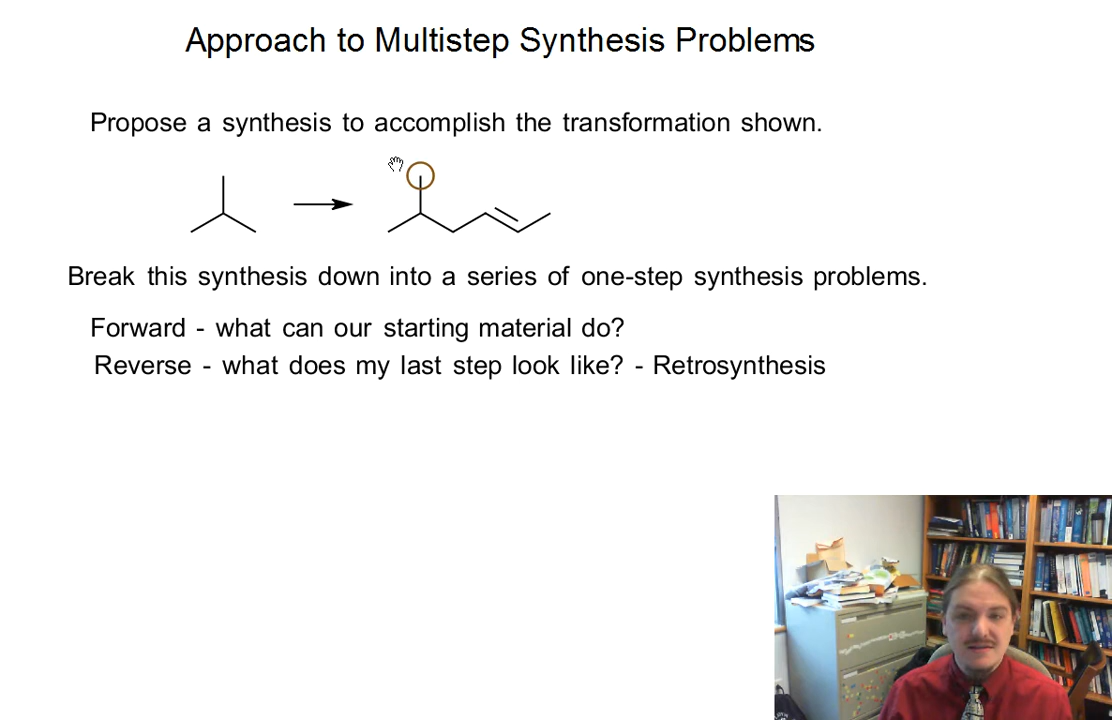 Approach to Multistep Synthesis Problems
Propose a synthesis to accomplish the transformation shown.
Break this synthesis down into a series of one-step synthesis problems.
Forward - what can our starting material do?
Reverse - what does my last step look like? - Retrosynthesis